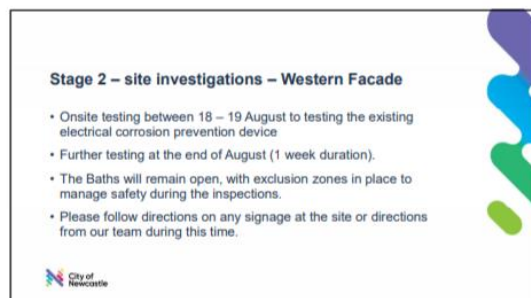 Stage 2 – site investigations – Western Facade
• Onsite testing between 18 – 19 August to testing the existing
electrical corrosion prevention device
• Further testing at the end of August (1 week duration).
• The Baths will remain open, with exclusion zones in place to
manage safety during the inspections.
• Please follow directions on any signage at the site or directions
from our team during this time.
City of
Newcastle